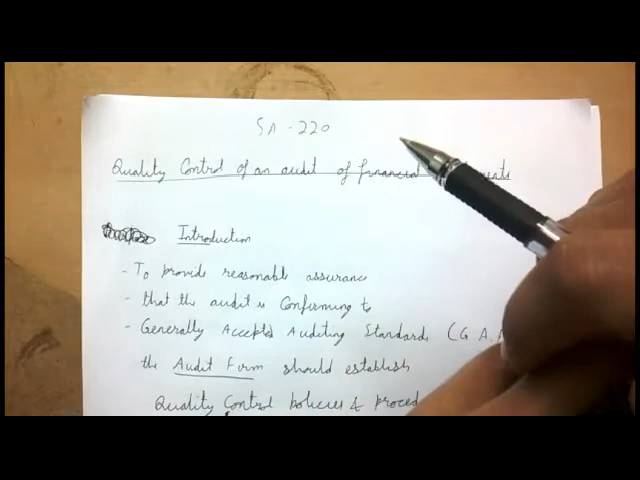 SA - 220
Quality Control of an audit of financial
Introduction
- To provide reasonable assurance
- that the audit is Confirming to
- Generally Accepted Auditing Standards (G.A.A
the Audit Firm should establish
Quality Control policies & proced